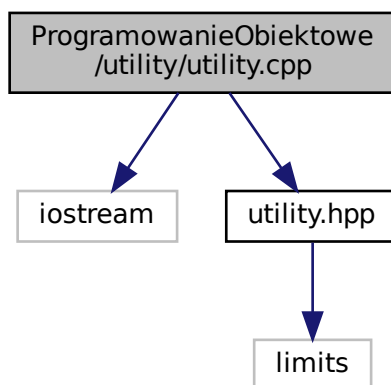 ProgramowanieObiektowe
/utility/utility.cpp
iostream
utility.hpp
limits